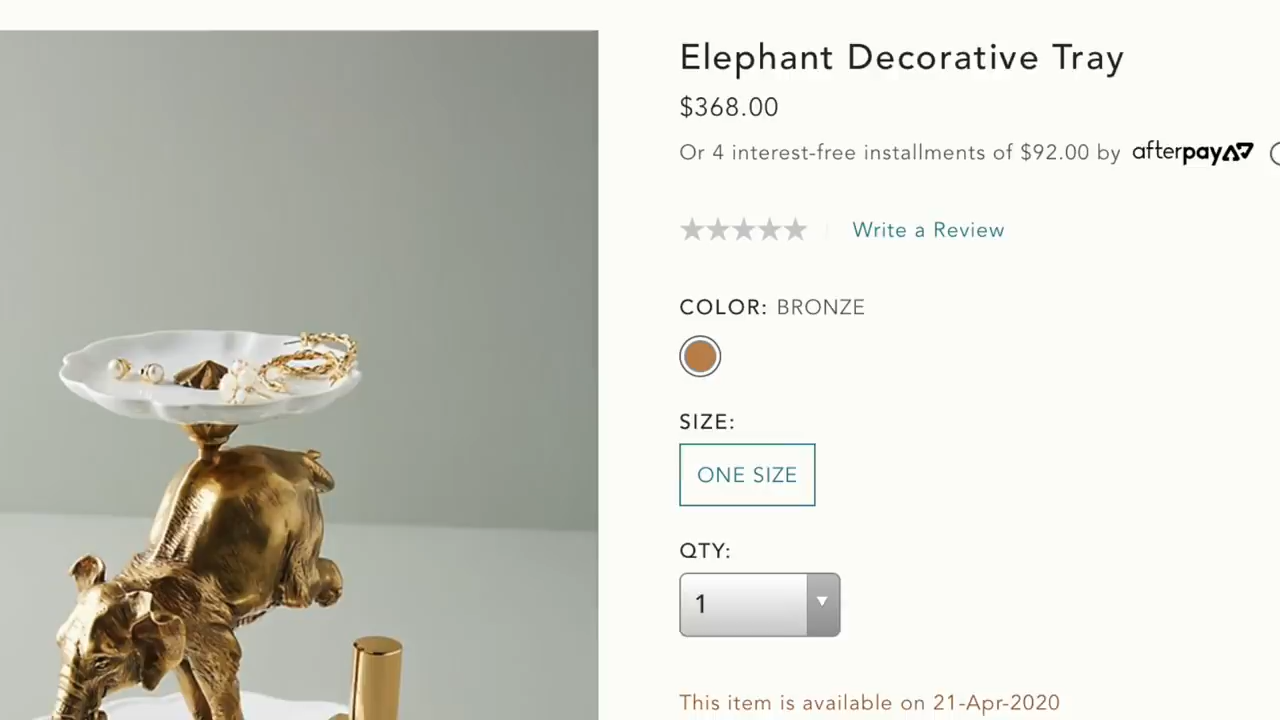 Elephant Decorative Tray
$368.00
Or 4 interest-free installments of $92.00 by afterpay
Write a Review
COLOR: BRONZE
SIZE:
ONE SIZE
QTY:
1
This item is available on 21-Apr-2020